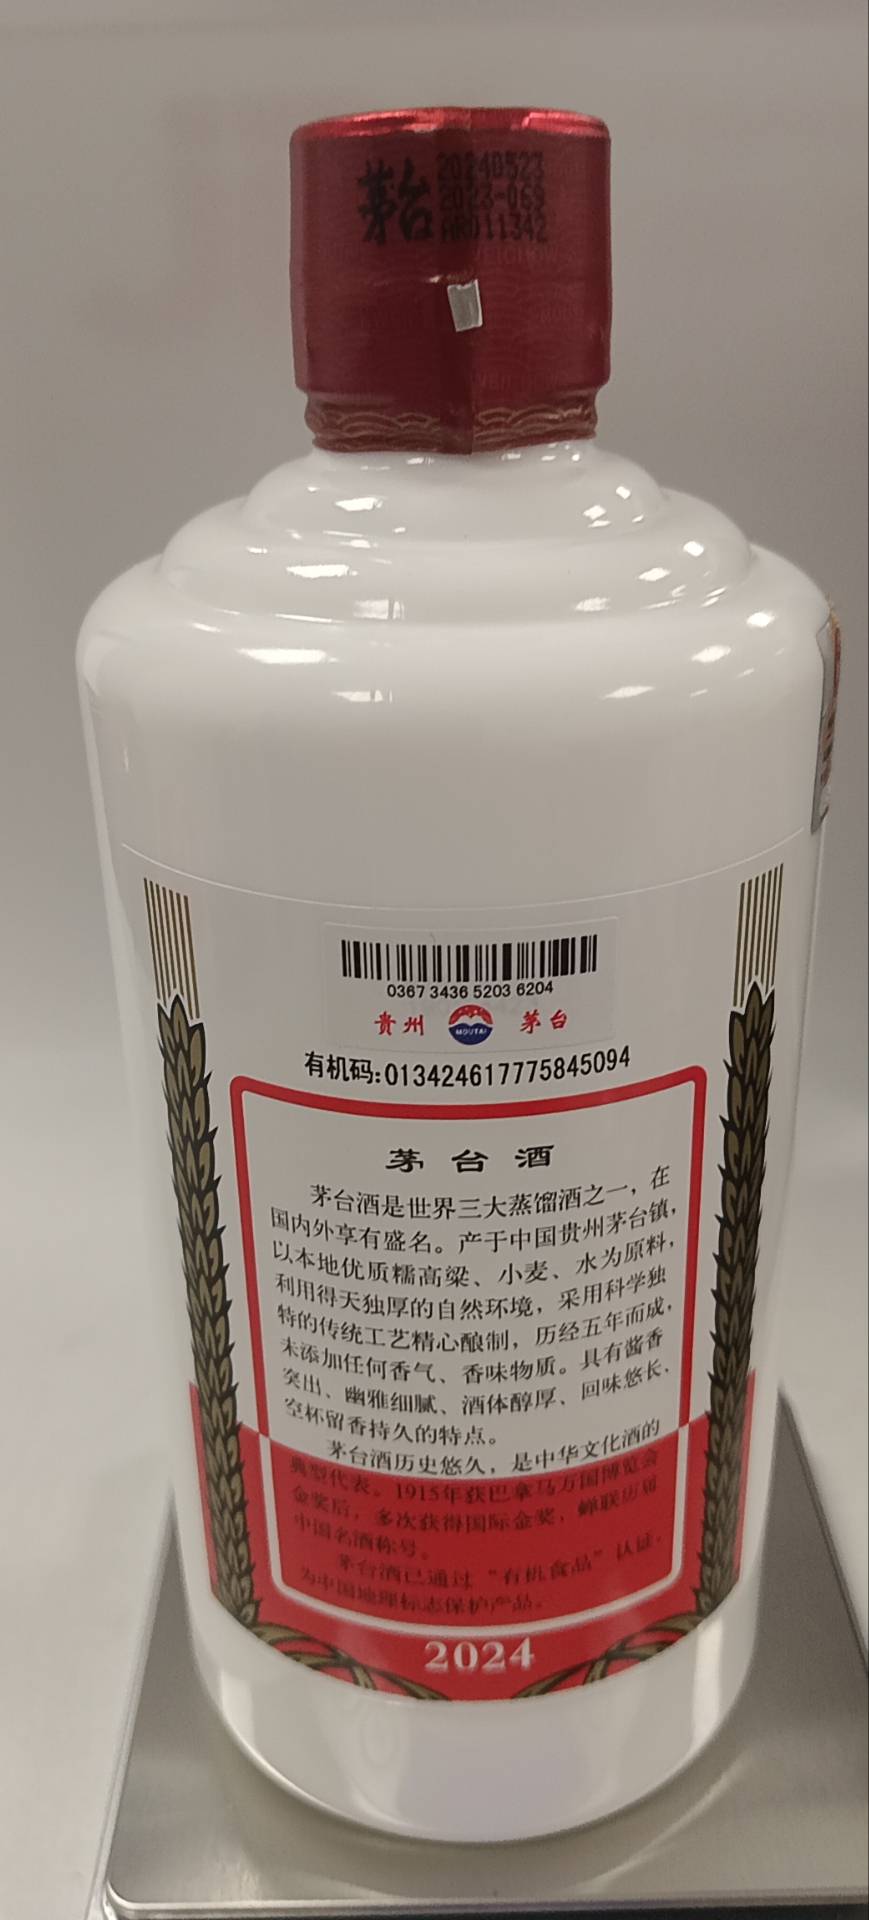 茅台
20240523
2023-069
ARD11342
0367 3436 5203 6204
贵州 MOUTAI 茅台
有机码:013424617775845094
茅台酒
茅台酒是世界三大蒸馏酒之一，在
国内外享有盛名。产于中国贵州茅台镇，
以本地优质糯高粱、小麦、水为原料，
利用得天独厚的自然环境，采用科学独
特的传统工艺精心酿制，历经五年而成，
未添加任何香气、香味物质。具有酱香
突出、幽雅细腻、酒体醇厚、回味悠长、
空杯留香持久的特点。
茅台酒历史悠久，是中华文化酒的
典型代表。1915年获巴拿马万国博览会
金奖后，多次获得国际金奖，蝉联历届
中国名酒称号。
茅台酒已通过“有机食品”认证，
为中国地理标志保护产品。
2024